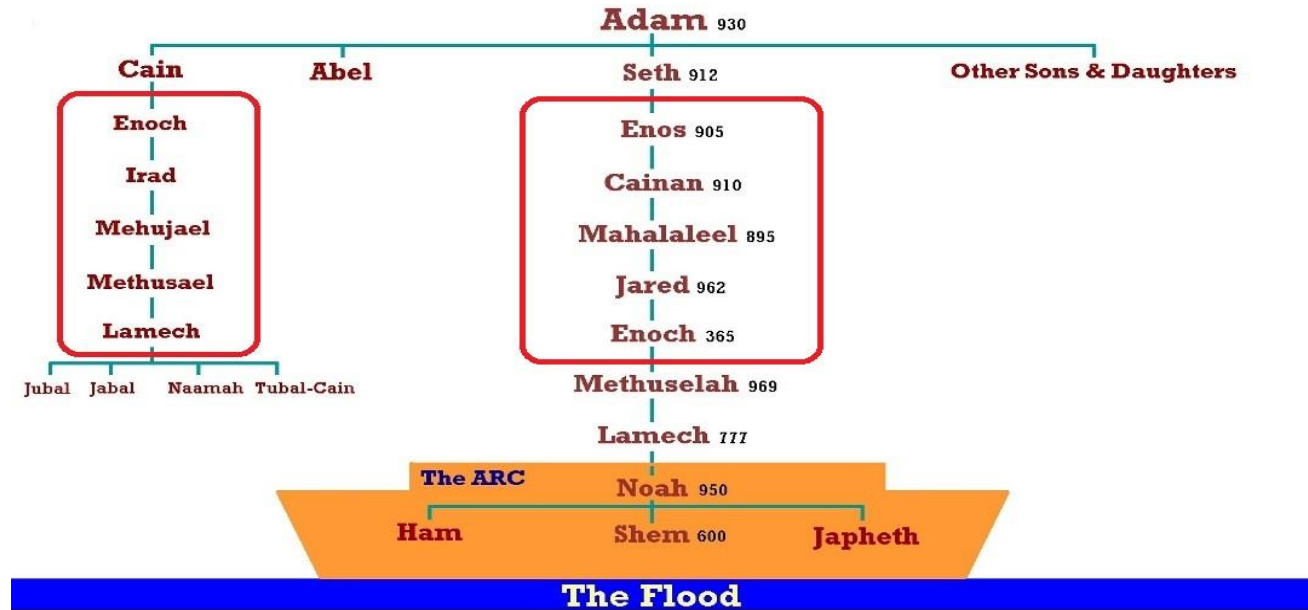 Adam 930
Cain Abel Seth 912 Other Sons & Daughters
Enoch
Irad
Mehujael
Methusael
Lamech
Jubal Jabal Naamah Tubal-Cain
Enos 905
Cainan 910
Mahalaleel 895
Jared 962
Enoch 365
Methuselah 969
Lamech 777
The ARC
Noah 950
Ham Shem 600 Japheth
The Flood